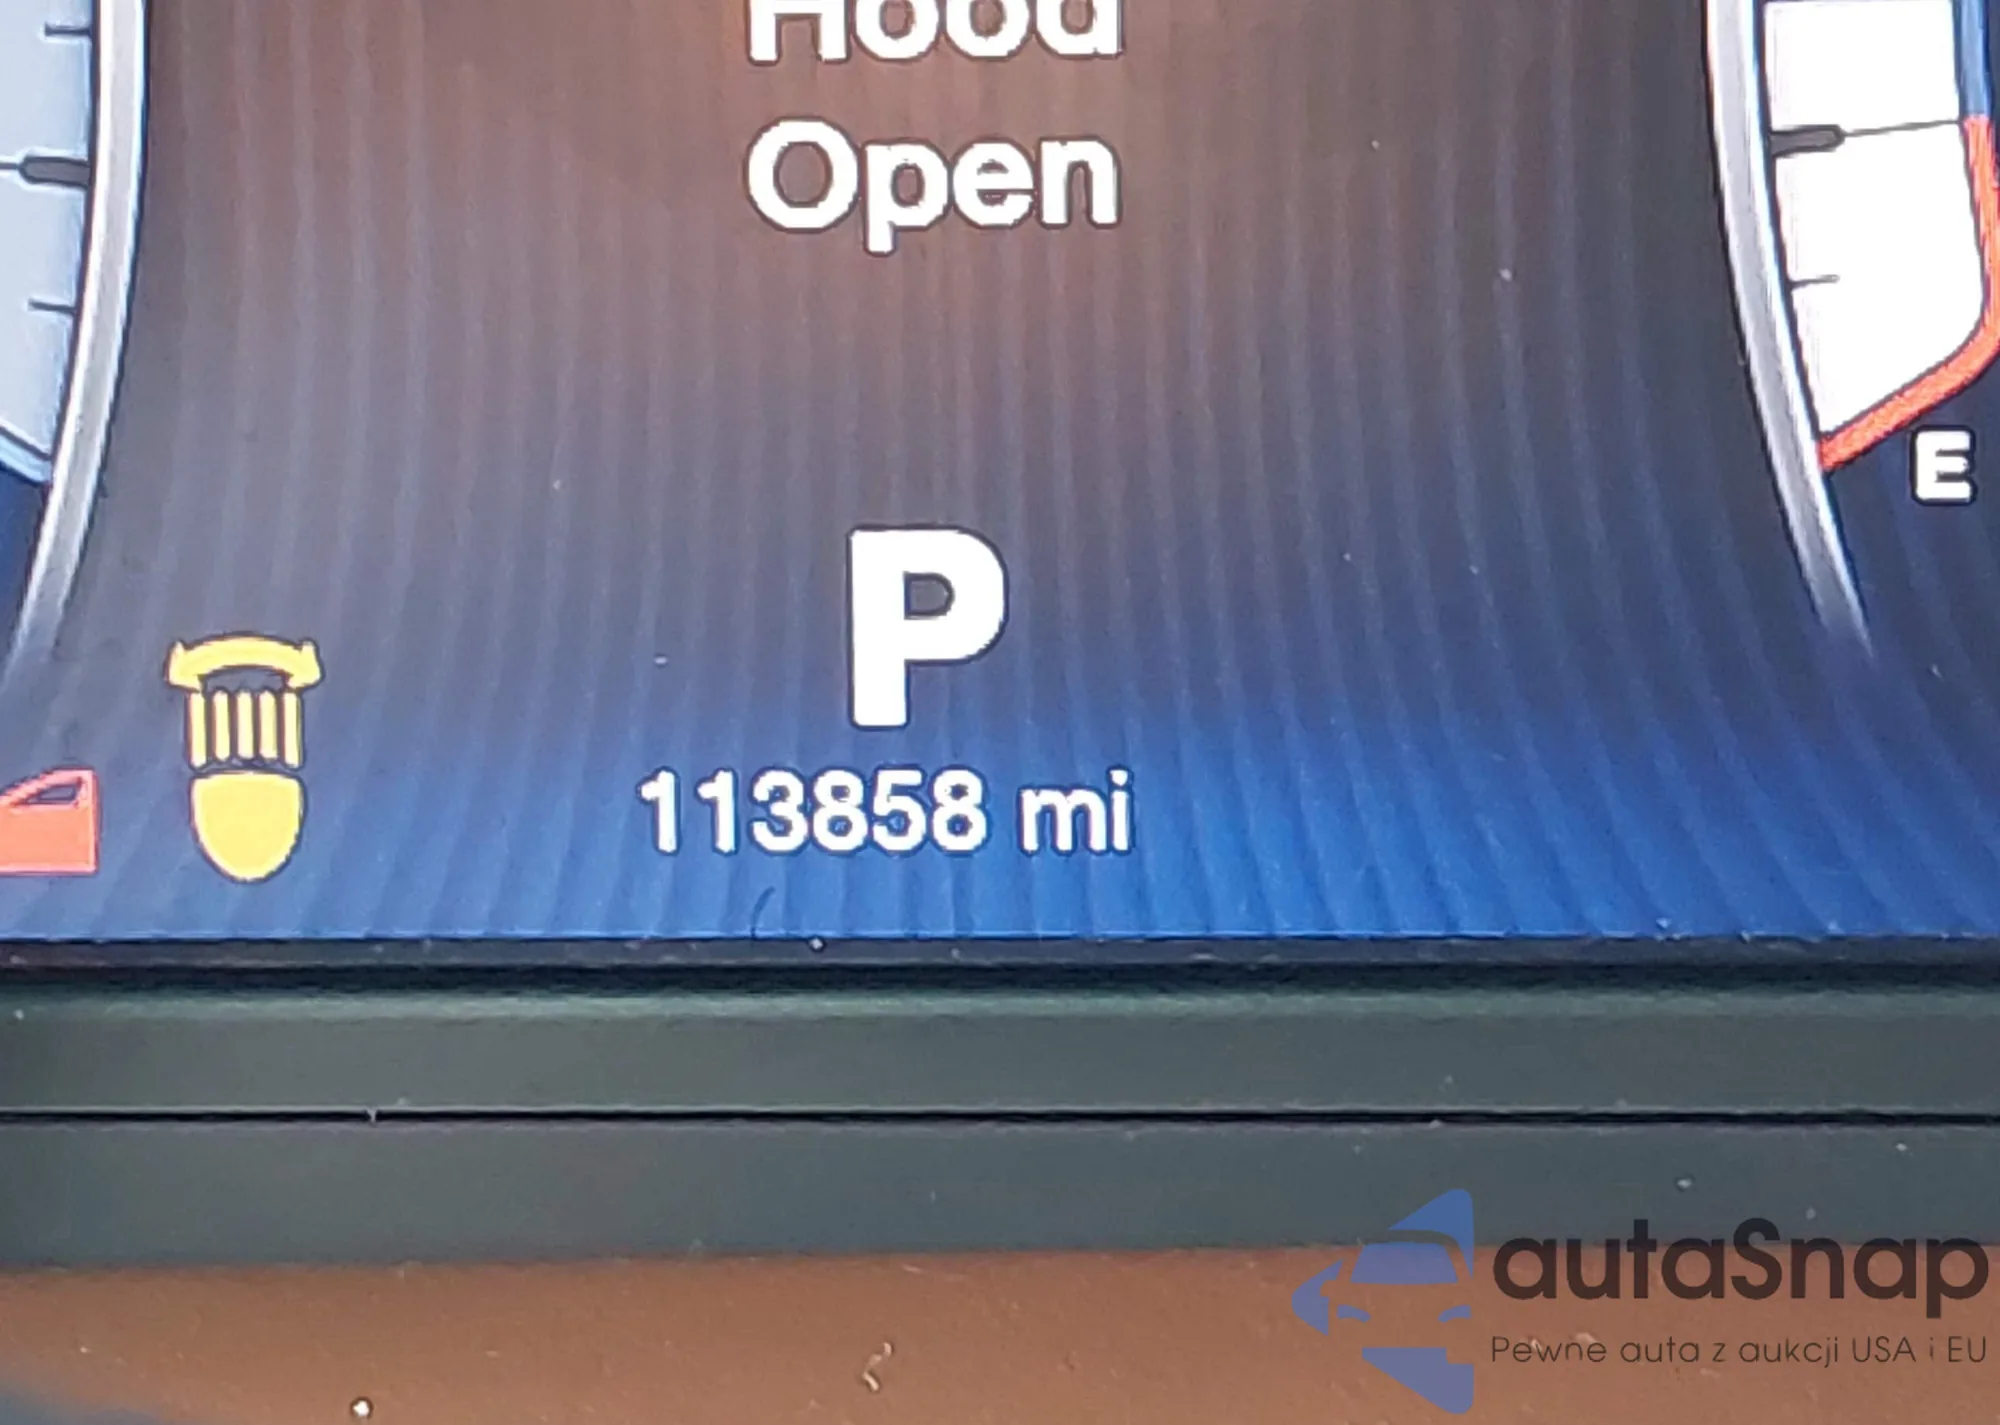 Hood
Open
E
P
113858 mi
autaSnap
Pewne auta z aukcji USA i EU